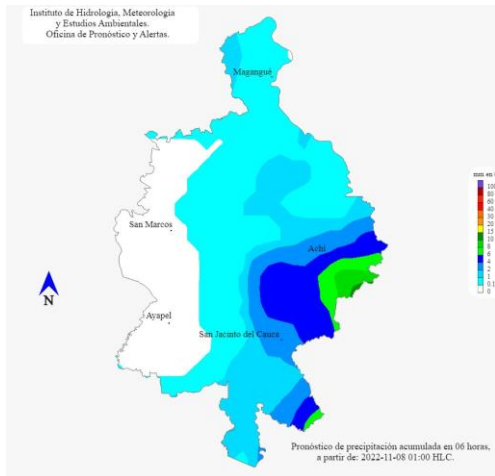 Instituto de Hidrología, Meteorología
y Estudios Ambientales.
Oficina de Pronóstico y Alertas.
Magangué
mm en
100
80
60
40
30
20
15
10
8
6
4
2
1
0.1
0
San Marcos
Achí
N
Ayapel
San Jacinto del Cauca
Pronóstico de precipitación acumulada en 06 horas,
a partir de: 2022-11-08 01:00 HLC.